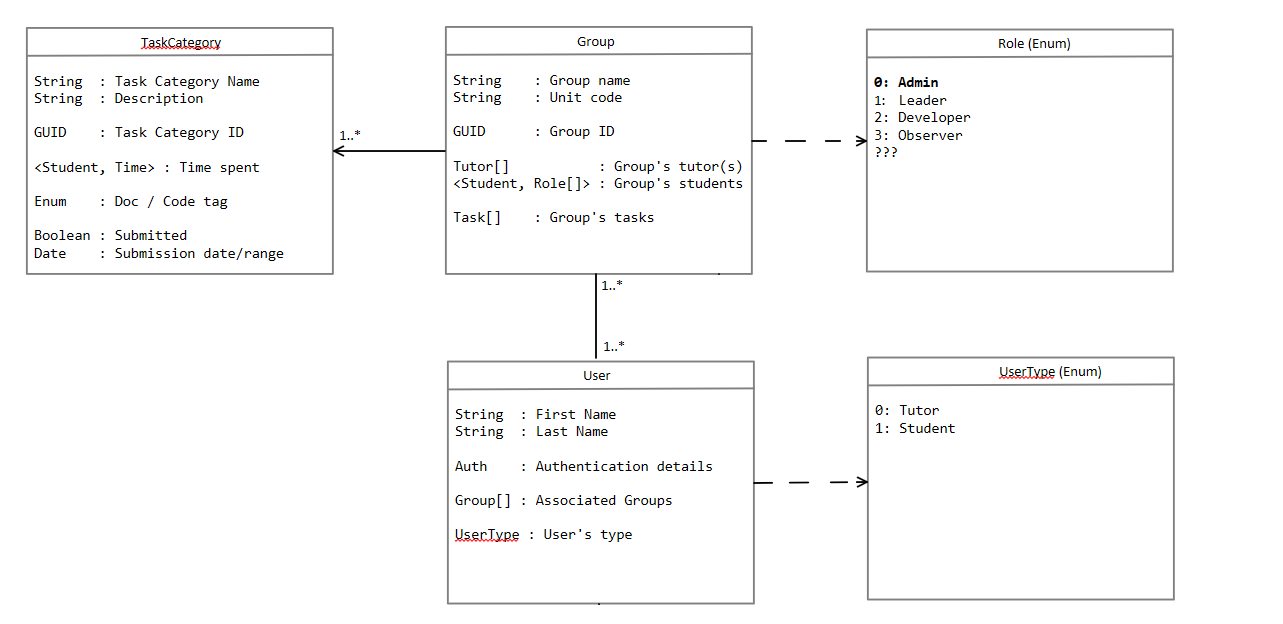 TaskCategory
String  : Task Category Name
String  : Description
GUID    : Task Category ID
<Student, Time> : Time spent
Enum    : Doc / Code tag
Boolean : Submitted
Date    : Submission date/range
1..*
Group
String    : Group name
String    : Unit code
GUID      : Group ID
Tutor[]           : Group's tutor(s)
<Student, Role[]> : Group's students
Task[]    : Group's tasks
Role (Enum)
0: Admin
1: Leader
2: Developer
3: Observer
???
1..*
1..*
User
String  : First Name
String  : Last Name
Auth    : Authentication details
Group[] : Associated Groups
UserType : User's type
UserType (Enum)
0: Tutor
1: Student